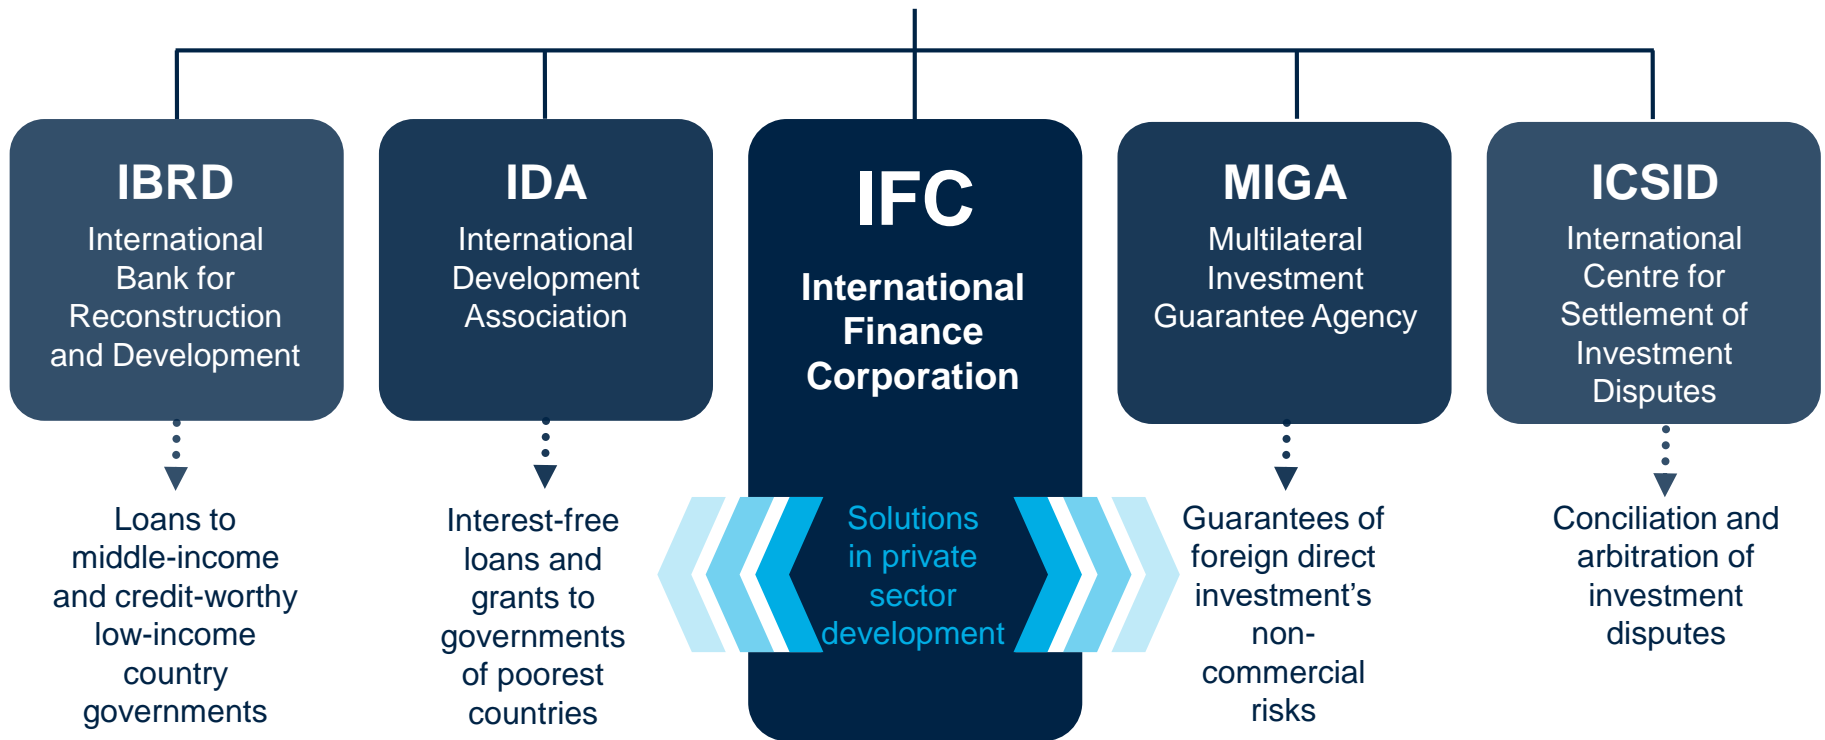 IBRD
International
Bank for
Reconstruction
and Development
Loans to
middle-income
and credit-worthy
low-income
country
governments
IDA
International
Development
Association
Interest-free
loans and
grants to
governments
of poorest
countries
IFC
International
Finance
Corporation
Solutions
in private
sector
development
MIGA
Multilateral
Investment
Guarantee Agency
Guarantees of
foreign direct
investment’s
non-
commercial
risks
ICSID
International
Centre for
Settlement of
Investment
Disputes
Conciliation and
arbitration of
investment
disputes